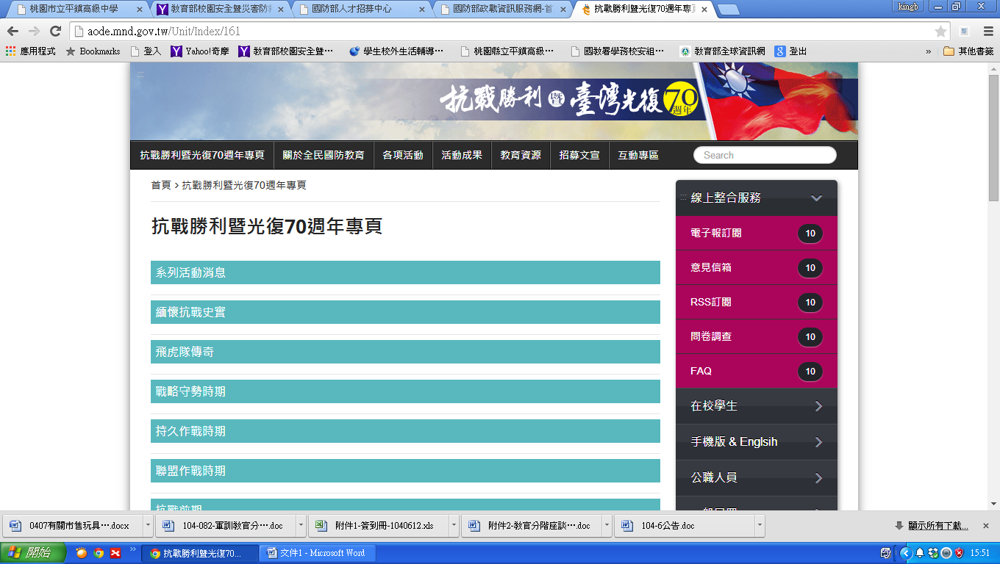 桃園市立平鎮高級中學
教育部校園安全暨災害防
國防部人才招募中心
國防部政戰資訊服務網-首
抗戰勝利暨光復70週年專頁
kingb
aode.mnd.gov.tw/Unit/Index/161
應用程式
Bookmarks
登入
Yahoo!奇摩
教育部校園安全暨…
學生校外生活輔導…
桃園縣立平鎮高級…
國教署學務校安組…
教育部全球資訊網
登出
»
其他書籤
:::
抗戰勝利暨臺灣光復70週年
抗戰勝利暨光復70週年專頁
關於全民國防教育
各項活動
活動成果
教育資源
招募文宣
互動專區
Search
首頁 > 抗戰勝利暨光復70週年專頁
抗戰勝利暨光復70週年專頁
系列活動消息
緬懷抗戰史實
飛虎隊傳奇
戰略守勢時期
持久作戰時期
聯盟作戰時期
抗戰前期
::: 線上整合服務
電子報訂閱 10
意見信箱 10
RSS訂閱 10
問卷調查 10
FAQ 10
在校學生
手機版 & Englsih
公職人員
0407有關市售玩具….docx
104-082-軍訓教官分….doc
附件1-簽到冊-1040612.xls
附件2-教官分階座談….doc
104-6公告.doc
顯示所有下載...
開始
»
抗戰勝利暨光復70...
文件1 - Microsoft Word
15:51